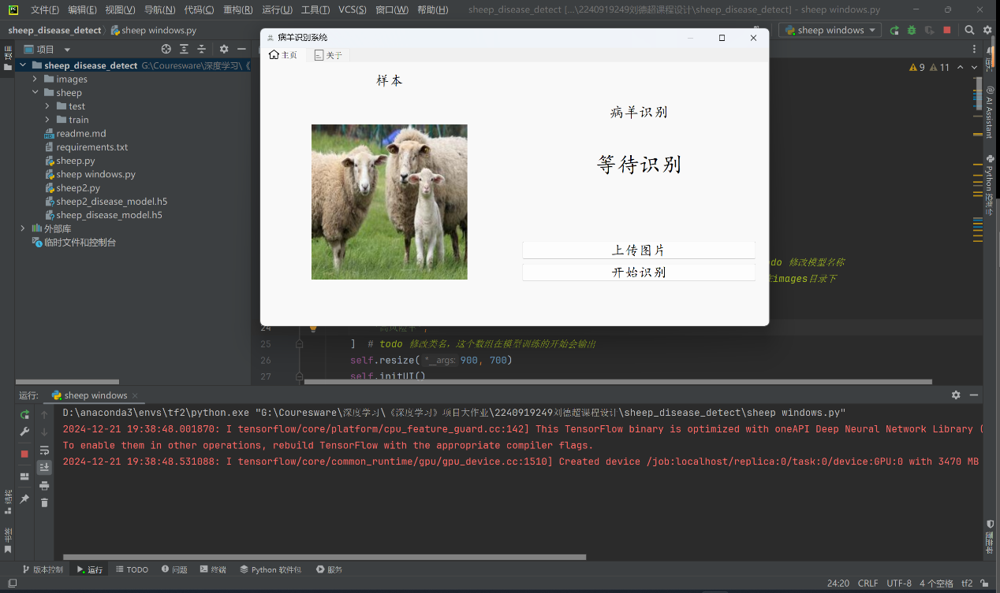 文件(F) 编辑(E) 视图(V) 导航(N) 代码(C) 重构(R) 运行(U) 工具(T) VCS(S) 窗口(W) 帮助(H) sheep_disease_detect [...\2240919249刘德超课程设计\sheep_disease_detect] - sheep windows.py
sheep_disease_detect sheep windows.py
sheep windows
项目
项目
sheep_disease_detect G:\Couresware\深度学习\《
images
sheep
test
train
readme.md
requirements.txt
sheep.py
sheep windows.py
sheep2.py
sheep2_disease_model.h5
sheep_disease_model.h5
外部库
临时文件和控制台
病羊识别系统
主页 关于
样本
病羊识别
等待识别
上传图片
开始识别
9 11
AI Assistant
Python 控制台
do 修改模型名称
images目录下
24
25 ] # todo 修改类名，这个数组在模型训练的开始会输出
26 self.resize( *__args: 900, 700)
27 self.initUI()
运行: sheep windows
D:\anaconda3\envs\tf2\python.exe "G:\Couresware\深度学习\《深度学习》项目大作业\2240919249刘德超课程设计\sheep_disease_detect\sheep windows.py"
2024-12-21 19:38:48.001870: I tensorflow/core/platform/cpu_feature_guard.cc:142] This TensorFlow binary is optimized with oneAPI Deep Neural Network Library (
To enable them in other operations, rebuild TensorFlow with the appropriate compiler flags.
2024-12-21 19:38:48.531088: I tensorflow/core/common_runtime/gpu/gpu_device.cc:1510] Created device /job:localhost/replica:0/task:0/device:GPU:0 with 3470 MB
结构
书签
版本控制 运行 TODO 问题 终端 Python 软件包 服务
24:20 CRLF UTF-8 4 个空格 tf2